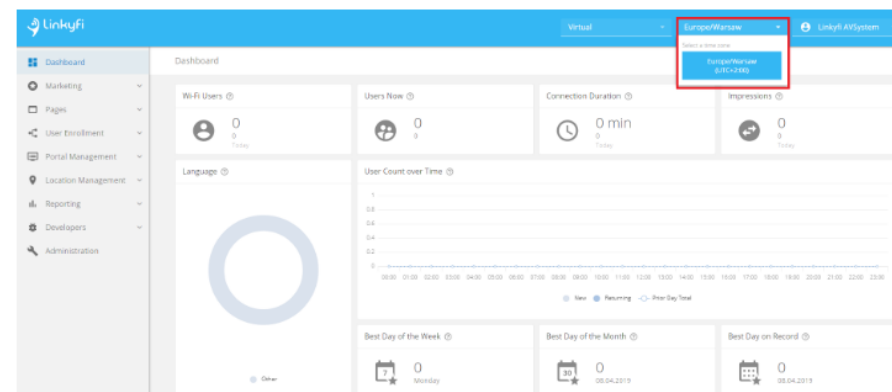 Linkyfi
Virtual
Europe/Warsaw
Linkyfi AVSystem
Select a time zone
Europe/Warsaw
(UTC+2:00)
Dashboard
Marketing
Pages
User Enrollment
Portal Management
Location Management
Reporting
Developers
Administration
Dashboard
Wi-Fi Users
0
0
Today
Users Now
0
0
Connection Duration
0 min
0
Today
Impressions
0
0
Today
Language
Other
User Count over Time
1
0.8
0.6
0.4
0.2
0
00:00 01:00 02:00 03:00 04:00 05:00 06:00 07:00 08:00 09:00 10:00 11:00 12:00 13:00 14:00 15:00 16:00 17:00 18:00 19:00 20:00 21:00 22:00 23:00
New Returning Prior Day Total
Best Day of the Week
7
0
Monday
Best Day of the Month
30
0
08.04.2019
Best Day on Record
0
08.04.2019